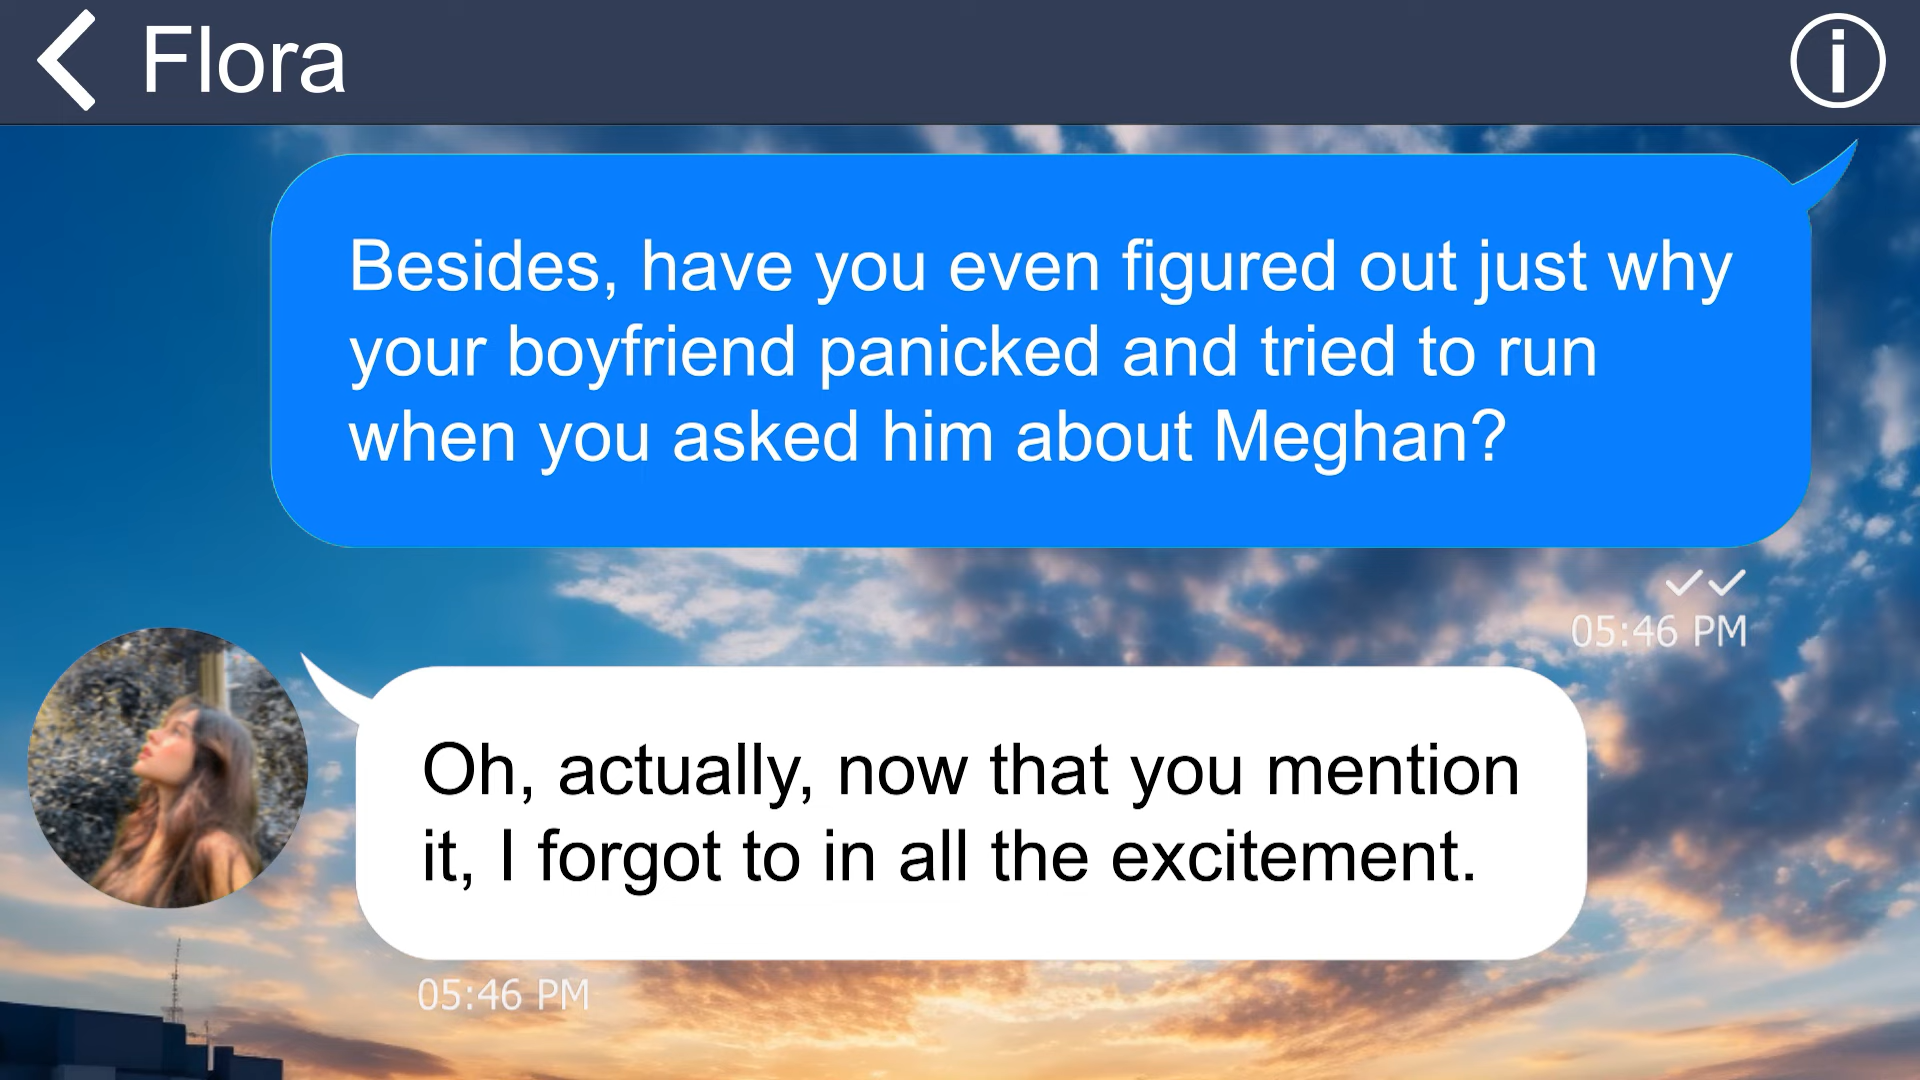 Flora
Besides, have you even figured out just why
your boyfriend panicked and tried to run
when you asked him about Meghan?
05:46 PM
Oh, actually, now that you mention
it, I forgot to in all the excitement.
05:46 PM